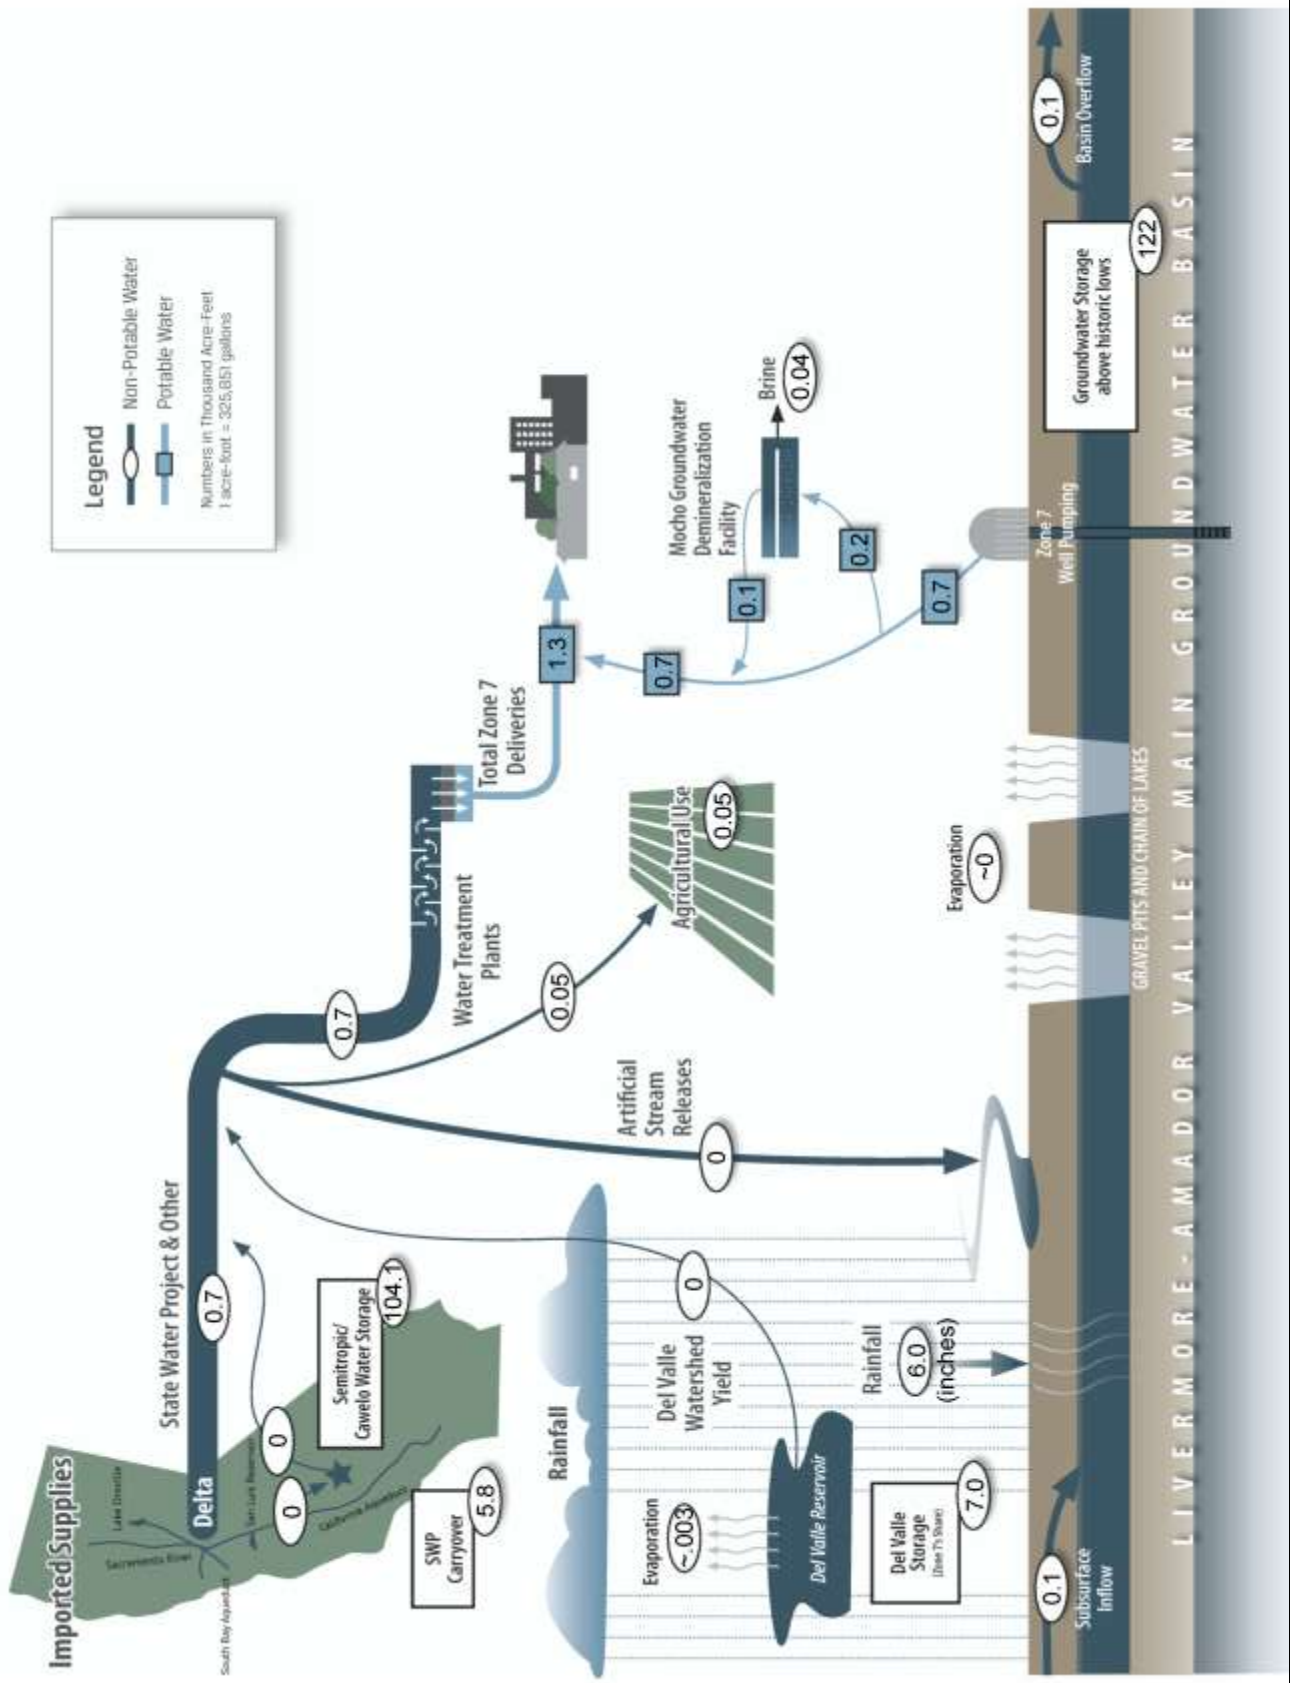 Imported Supplies
Lake Oroville
Sacramento River
South Bay Aqueduct
Delta
San Luis Reservoir
California Aqueduct
0
0
SWP
Carryover
5.8
Semitropic/
Cawelo Water Storage
104.1
State Water Project & Other
0.7
0.7
Water Treatment
Plants
Total Zone 7
Deliveries
1.3
Legend
Non-Potable Water
Potable Water
Numbers in Thousand Acre-Feet
1 acre-foot = 325,851 gallons
Rainfall
Evaporation
~.003
Del Valle Reservoir
Del Valle
Storage
(Zone 7's Share)
7.0
Del Valle
Watershed
Yield
0
Rainfall
6.0
(inches)
Artificial
Stream
Releases
0
0.05
Agricultural Use
0.05
Evaporation
~0
0.7
0.1
0.2
0.7
Mocho Groundwater
Demineralization
Facility
Brine
0.04
Zone 7
Well Pumping
0.1
Subsurface
Inflow
GRAVEL PITS AND CHAIN OF LAKES
Groundwater Storage
above historic lows
122
0.1
Basin Overflow
LIVERMORE-AMADOR VALLEY MAIN GROUNDWATER BASIN